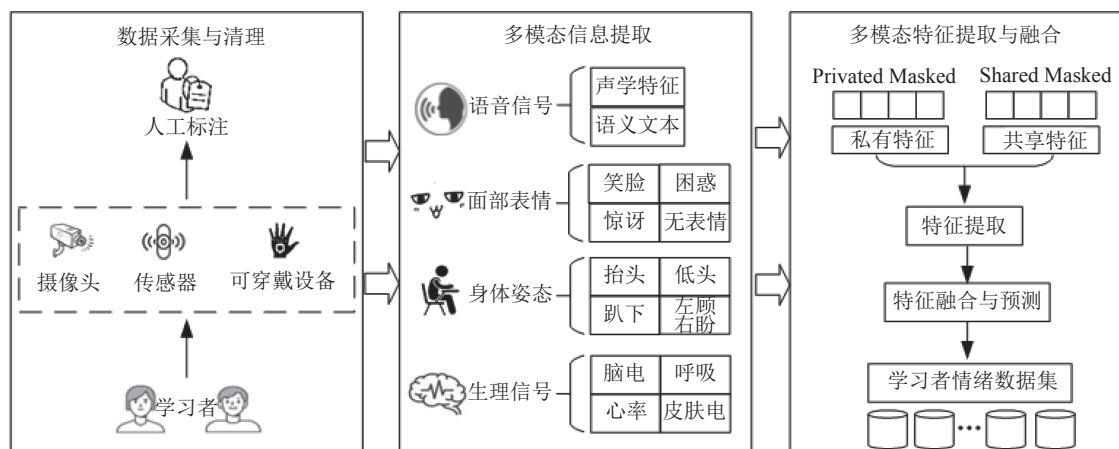 数据采集与清理
人工标注
摄像头
传感器
可穿戴设备
学习者
多模态信息提取
语音信号
声学特征
语义文本
面部表情
笑脸
困惑
惊讶
无表情
身体姿态
抬头
低头
趴下
左顾
右盼
生理信号
脑电
呼吸
心率
皮肤电
多模态特征提取与融合
Privated Masked
Shared Masked
私有特征
共享特征
特征提取
特征融合与预测
学习者情绪数据集
•••